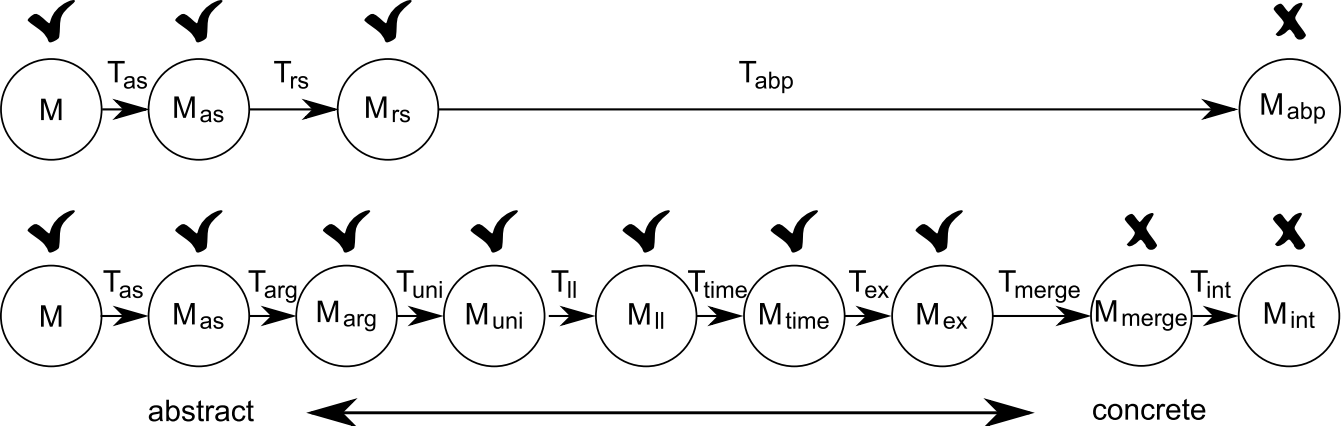 T_as T_rs T_abp
M M_as M_rs M_abp
T_as T_arg T_uni T_ll T_time T_ex T_merge T_int
M M_as M_arg M_uni M_ll M_time M_ex M_merge M_int
abstract concrete